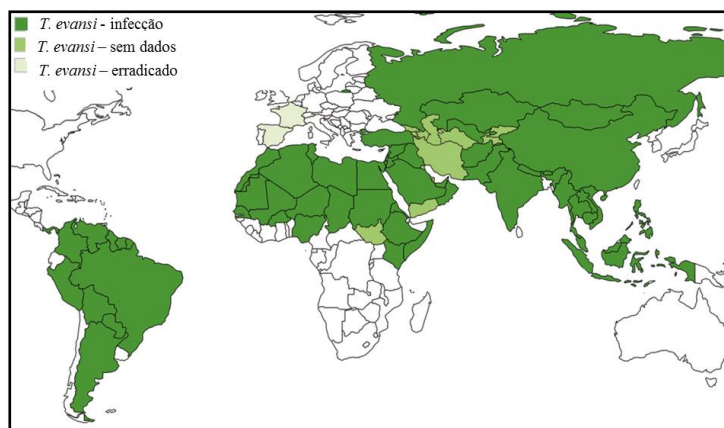 T. evansi - infecção
T. evansi – sem dados
T. evansi – erradicado